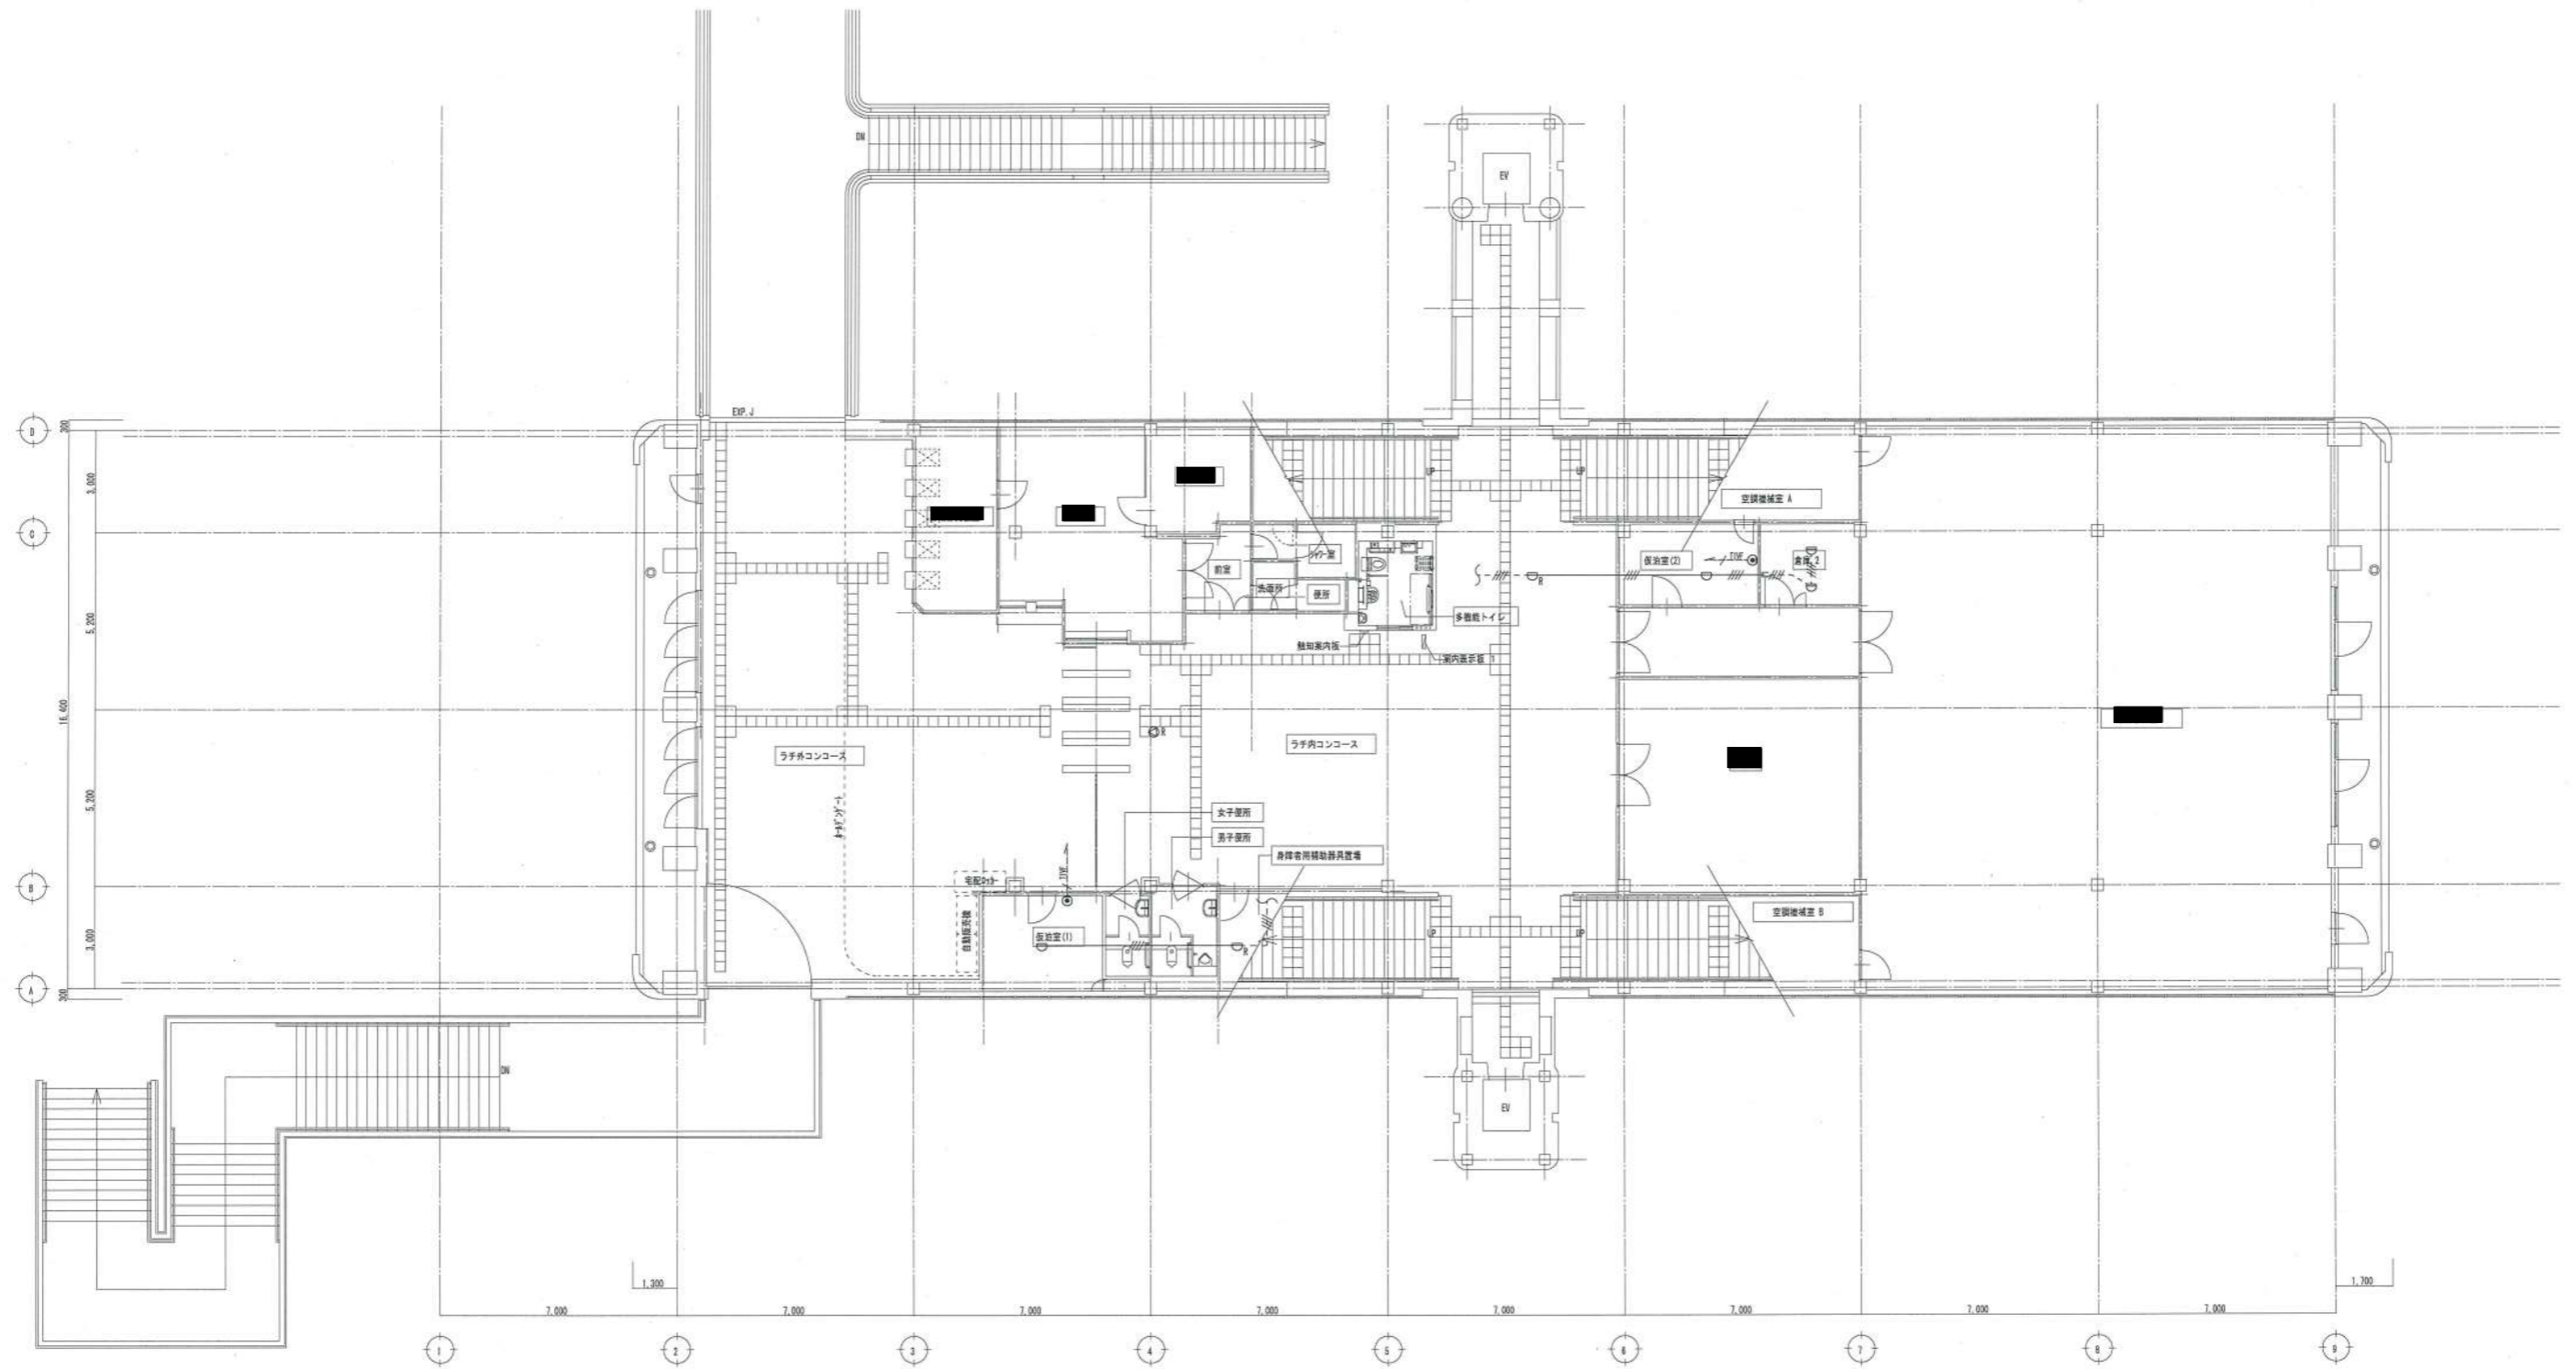 DN
EV
EXP.J
D
300
3,000
UP
UP
空調機械室 A
C
シャワー室
前室
洗面所
便所
仮泊室(2)
倉庫 2
R
多機能トイレ
触知案内板
案内表示板 1
5,200
16,400
R
ラチ外コンコース
ラチ内コンコース
5,200
女子便所
男子便所
身障者用補助器具置場
B
宅配ロッカー
自動販売機
仮泊室(1)
空調機械室 B
3,000
UP
UP
R
A
300
DN
EV
1,300
1,700
7,000
7,000
7,000
7,000
7,000
7,000
7,000
7,000
1
2
3
4
5
6
7
8
9